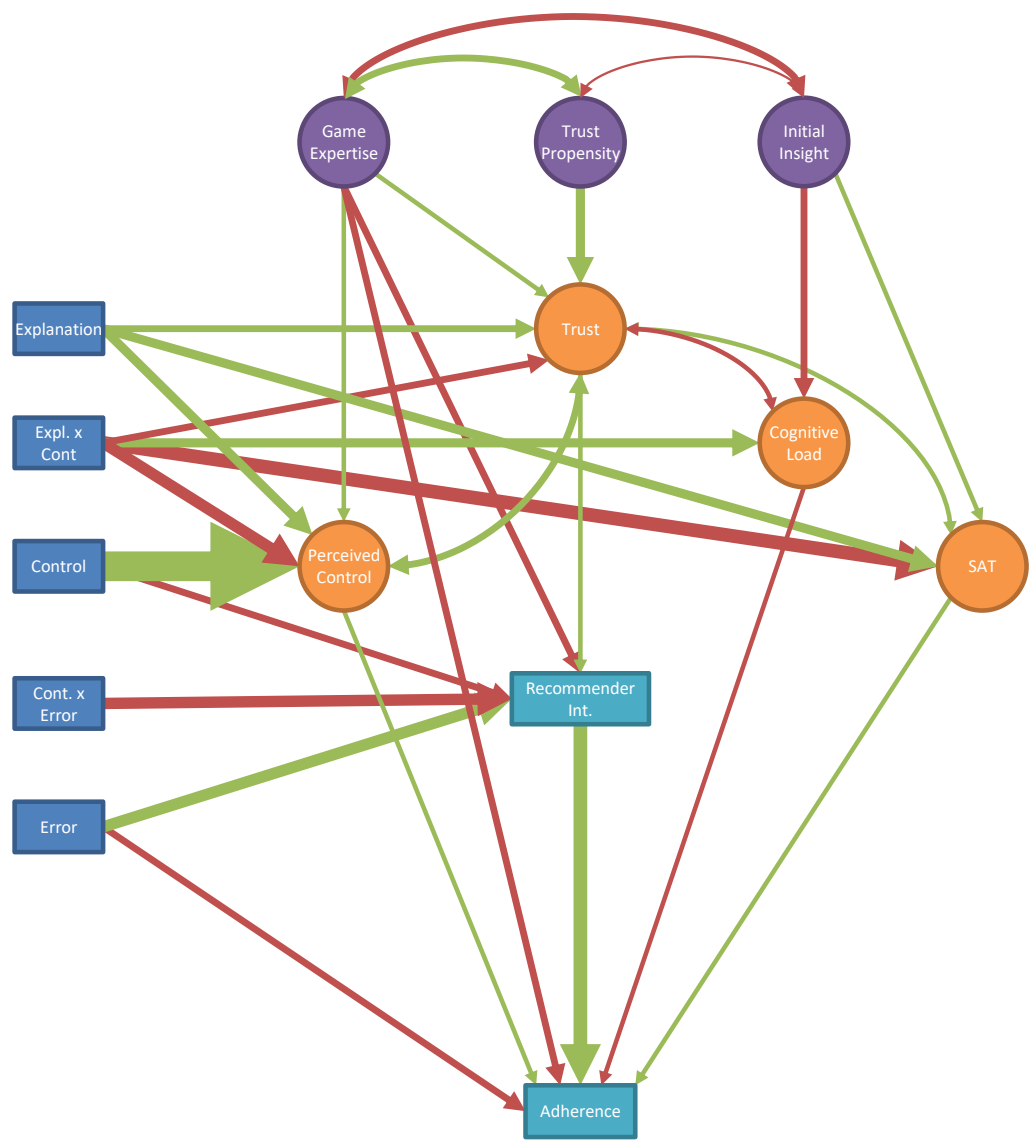 Game
Expertise
Trust
Propensity
Initial
Insight
Explanation
Trust
Expl. x
Cont
Cognitive
Load
Control
Perceived
Control
SAT
Cont. x
Error
Recommender
Int.
Error
Adherence